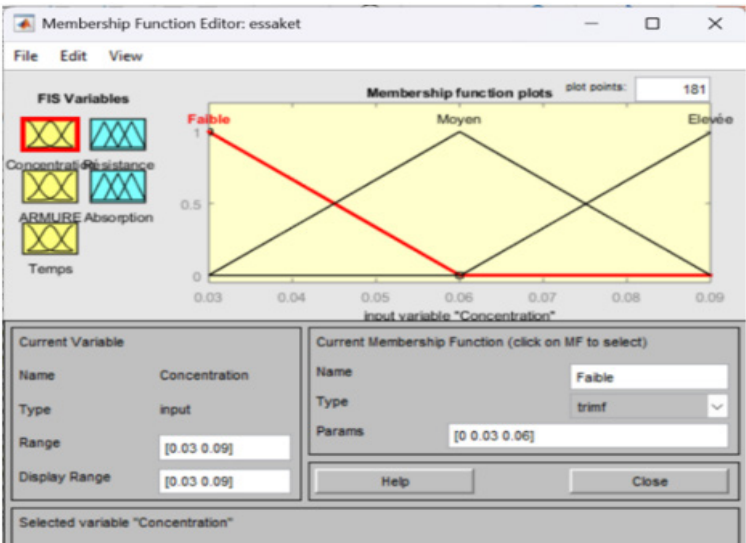 Membership Function Editor: essaket
File Edit View
FIS Variables
Membership function plots
plot points: 181
Concentration Résistance
ARMURE Absorption
Temps
Faible Moyen Elevée
1
0.5
0
0.03 0.04 0.05 0.06 0.07 0.08 0.09
input variable "Concentration"
Current Variable
Name Concentration
Type input
Range [0.03 0.09]
Display Range [0.03 0.09]
Current Membership Function (click on MF to select)
Name Faible
Type trimf
Params [0 0.03 0.06]
Help Close
Selected variable "Concentration"